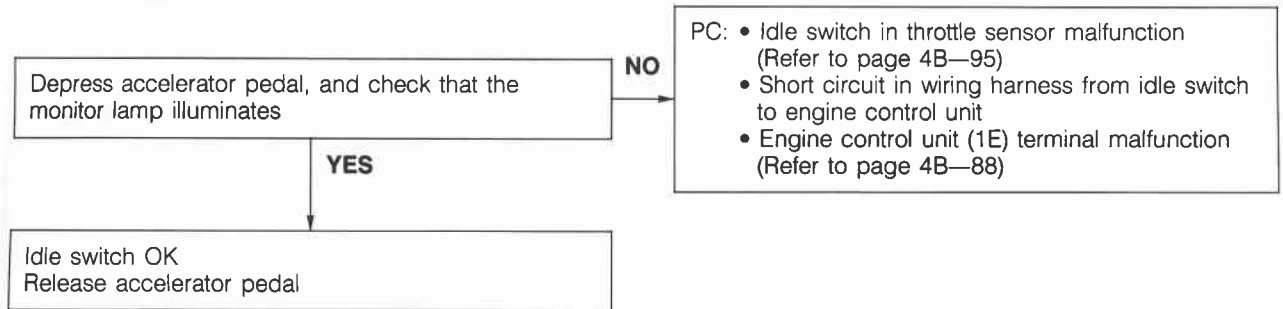 Depress accelerator pedal, and check that the
monitor lamp illuminates
NO
PC: • Idle switch in throttle sensor malfunction
(Refer to page 4B—95)
• Short circuit in wiring harness from idle switch
to engine control unit
• Engine control unit (1E) terminal malfunction
(Refer to page 4B—88)
YES
Idle switch OK
Release accelerator pedal